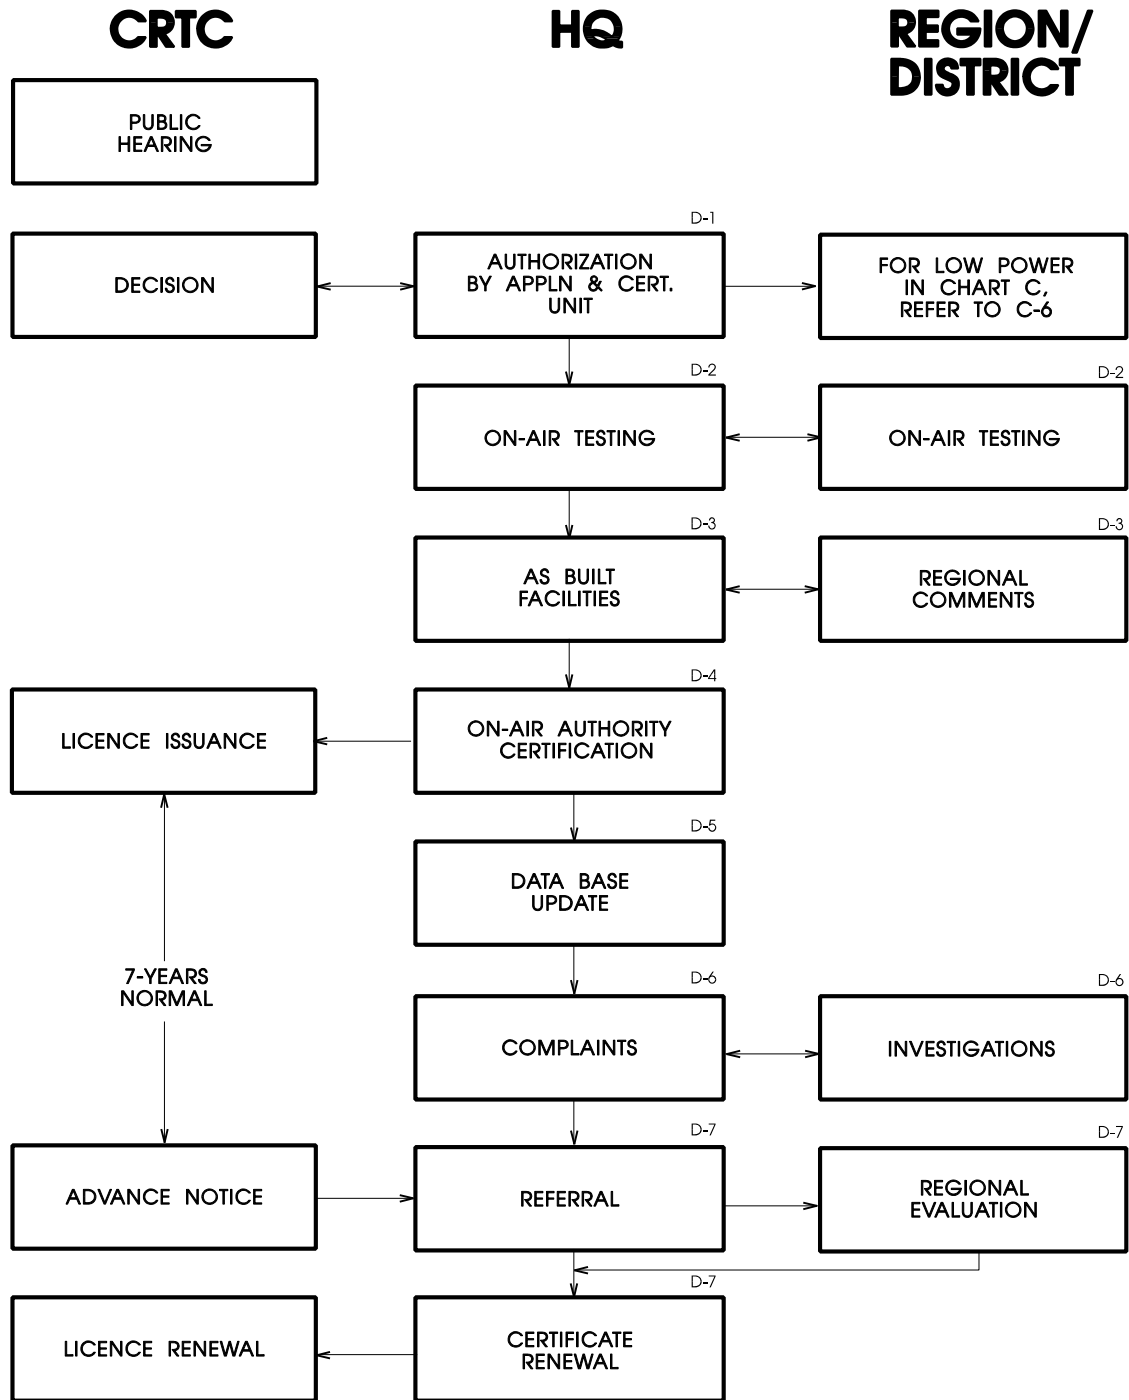 CRTC
HQ
REGION/
DISTRICT
PUBLIC
HEARING
D-1
DECISION
AUTHORIZATION
BY APPLN & CERT.
UNIT
FOR LOW POWER
IN CHART C,
REFER TO C-6
D-2
D-2
ON-AIR TESTING
ON-AIR TESTING
D-3
D-3
AS BUILT
FACILITIES
REGIONAL
COMMENTS
D-4
LICENCE ISSUANCE
ON-AIR AUTHORITY
CERTIFICATION
D-5
DATA BASE
UPDATE
7-YEARS
NORMAL
D-6
D-6
COMPLAINTS
INVESTIGATIONS
D-7
D-7
ADVANCE NOTICE
REFERRAL
REGIONAL
EVALUATION
D-7
LICENCE RENEWAL
CERTIFICATE
RENEWAL